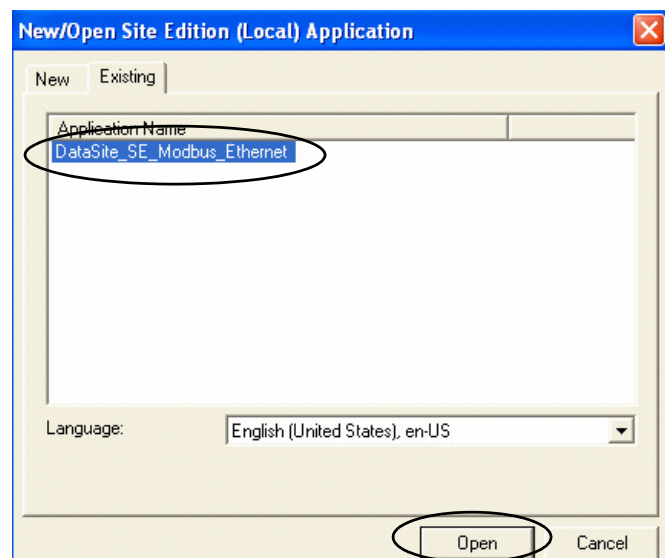 New/Open Site Edition (Local) Application
New Existing
Application Name
DataSite_SE_Modbus_Ethernet
Language: English (United States), en-US
Open Cancel